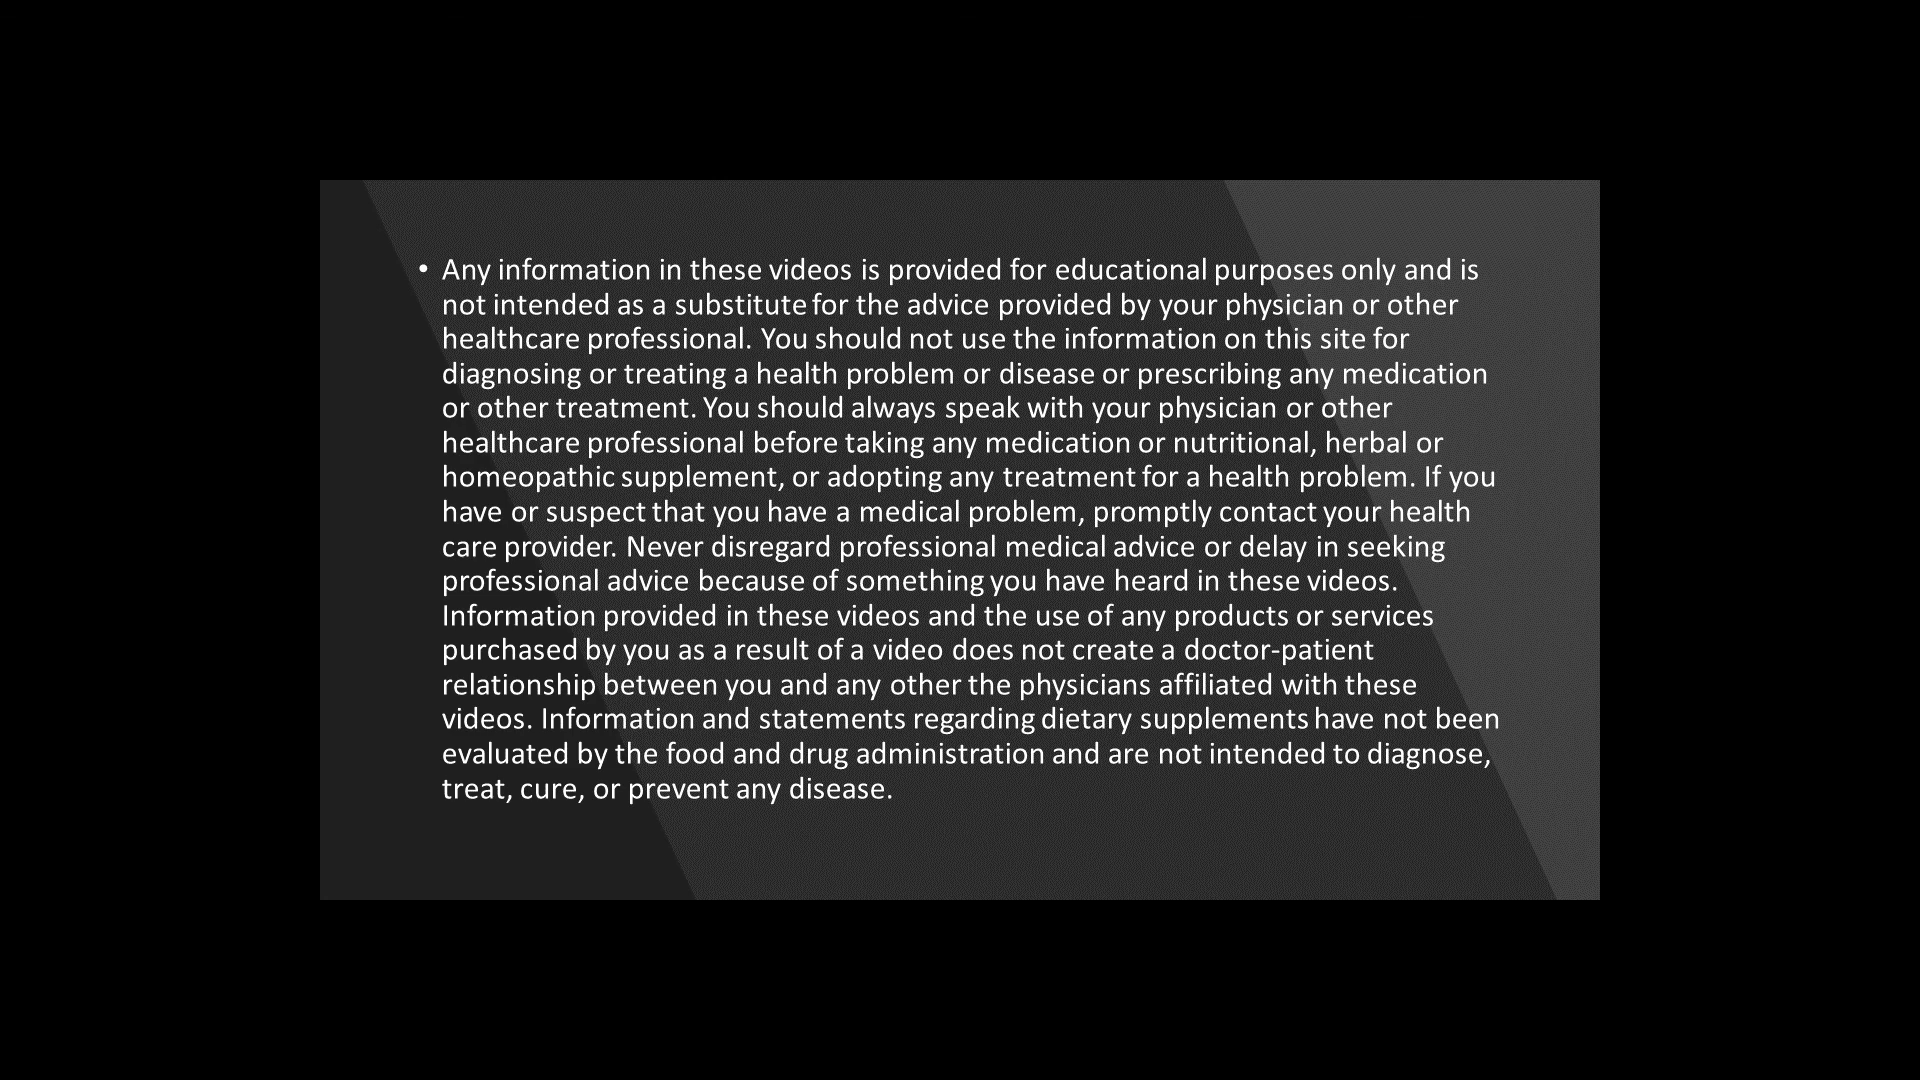 • Any information in these videos is provided for educational purposes only and is
not intended as a substitute for the advice provided by your physician or other
healthcare professional. You should not use the information on this site for
diagnosing or treating a health problem or disease or prescribing any medication
or other treatment. You should always speak with your physician or other
healthcare professional before taking any medication or nutritional, herbal or
homeopathic supplement, or adopting any treatment for a health problem. If you
have or suspect that you have a medical problem, promptly contact your health
care provider. Never disregard professional medical advice or delay in seeking
professional advice because of something you have heard in these videos.
Information provided in these videos and the use of any products or services
purchased by you as a result of a video does not create a doctor-patient
relationship between you and any other the physicians affiliated with these
videos. Information and statements regarding dietary supplements have not been
evaluated by the food and drug administration and are not intended to diagnose,
treat, cure, or prevent any disease.